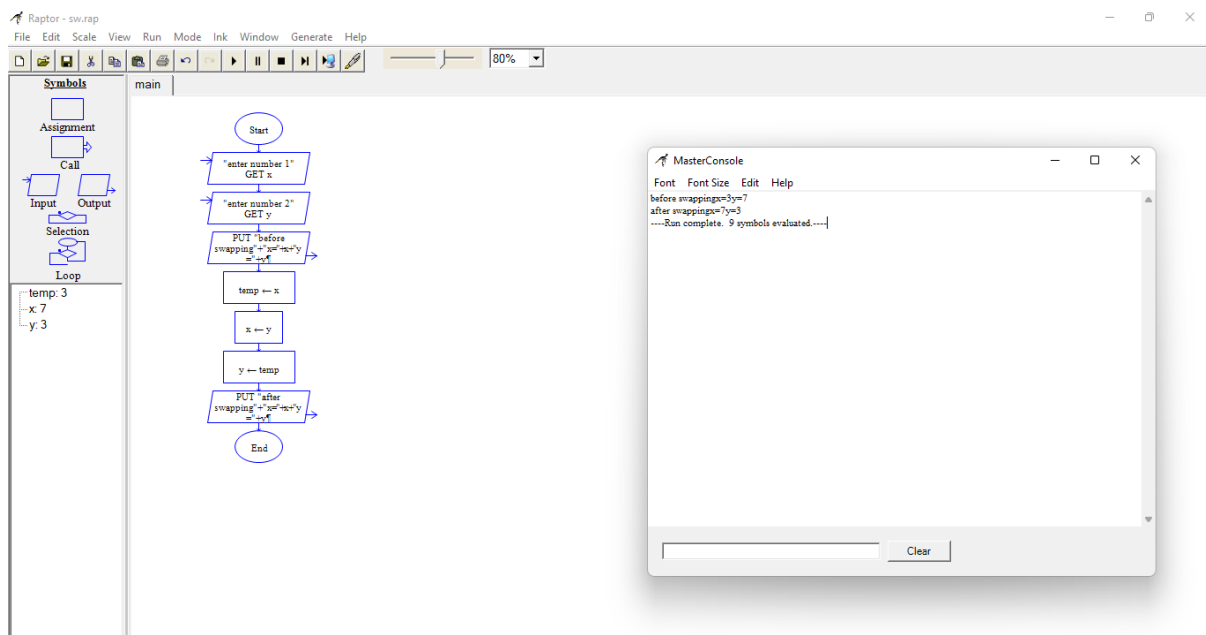 Raptor - sw.rap
File Edit Scale View Run Mode Ink Window Generate Help
80%
Symbols
Assignment
Call
Input Output
Selection
Loop
temp: 3
x: 7
y: 3
main
Start
"enter number 1"
GET x
"enter number 2"
GET y
PUT "before
swapping"+"x="+x+"y
="+y¶
temp ← x
x ← y
y ← temp
PUT "after
swapping"+"x="+x+"y
="+y¶
End
MasterConsole
Font Font Size Edit Help
before swappingx=3y=7
after swappingx=7y=3
----Run complete. 9 symbols evaluated.----
Clear